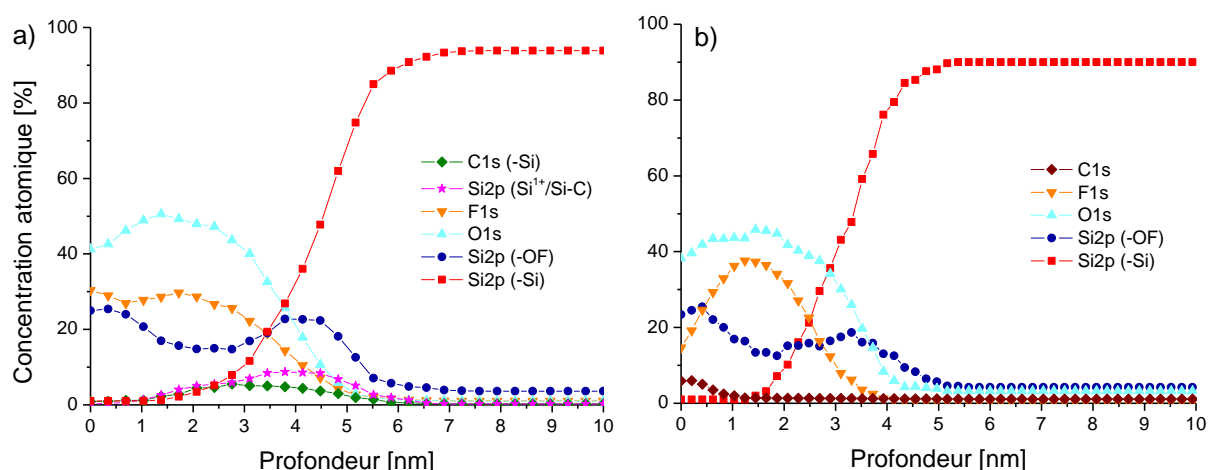 a)
Concentration atomique [%]
100
80
60
40
20
0
C1s (-Si)
Si2p (Si¹⁺/Si-C)
F1s
O1s
Si2p (-OF)
Si2p (-Si)
0 1 2 3 4 5 6 7 8 9 10
Profondeur [nm]
b)
100
80
60
40
20
0
C1s
F1s
O1s
Si2p (-OF)
Si2p (-Si)
0 1 2 3 4 5 6 7 8 9 10
Profondeur [nm]